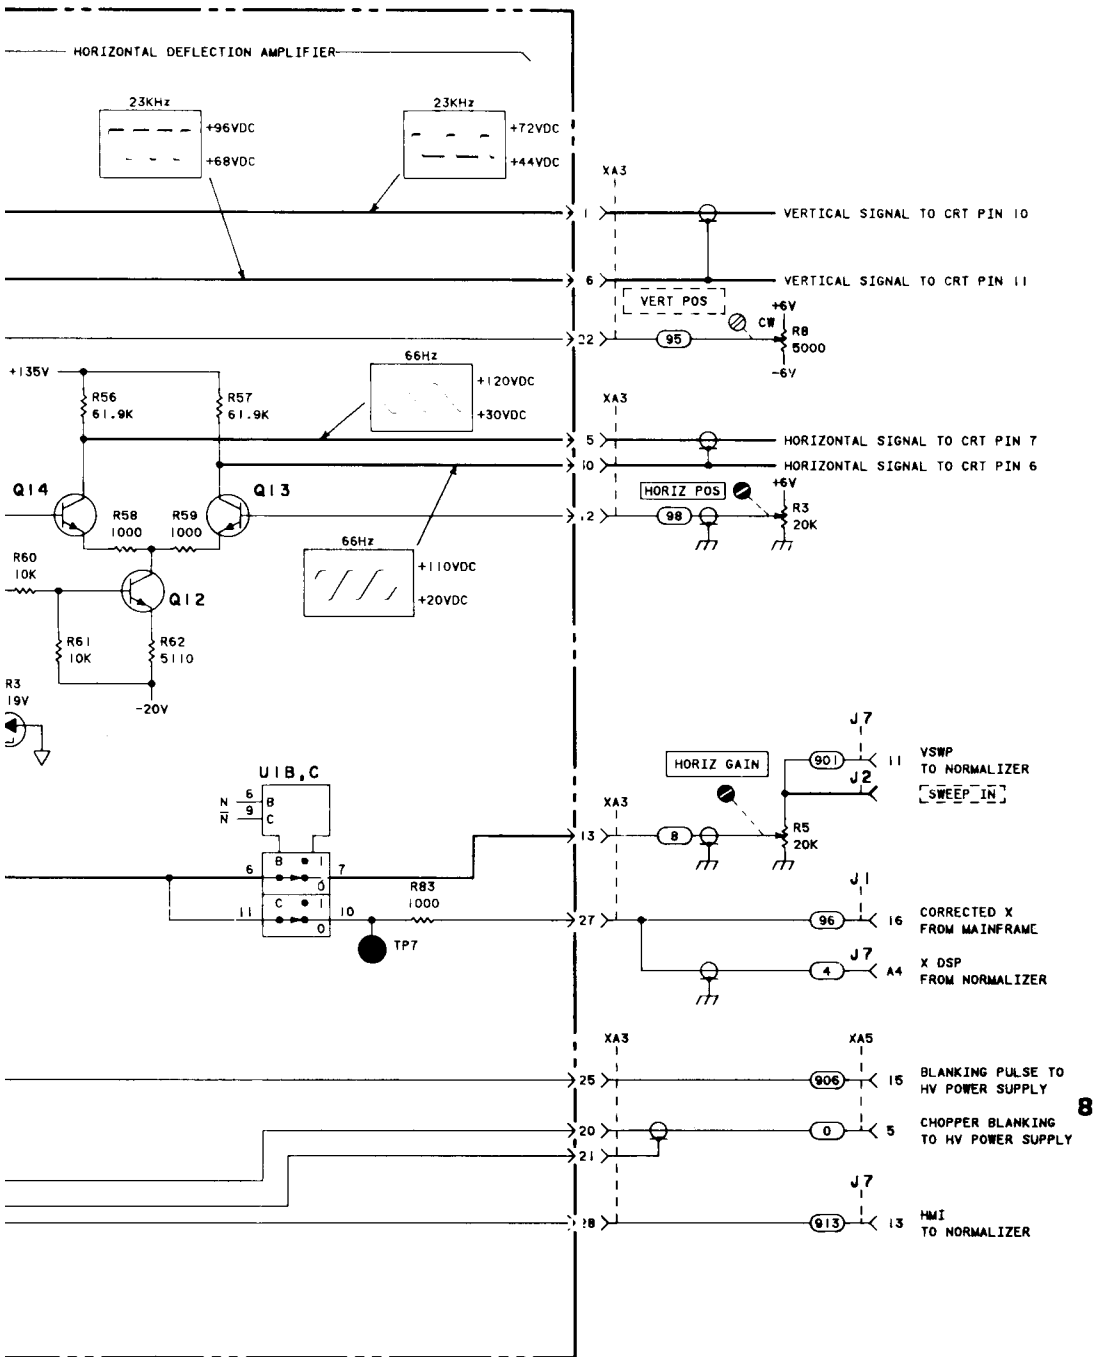 HORIZONTAL DEFLECTION AMPLIFIER
23KHz
+96VDC
+68VDC
23KHz
+72VDC
+44VDC
XA3
1
VERTICAL SIGNAL TO CRT PIN 10
6
VERTICAL SIGNAL TO CRT PIN 11
VERT POS
CW
+6V
R8
5000
-6V
22
95
+135V
R56
61.9K
R57
61.9K
66Hz
+120VDC
+30VDC
XA3
5
HORIZONTAL SIGNAL TO CRT PIN 7
30
HORIZONTAL SIGNAL TO CRT PIN 6
Q14
Q13
R58
1000
R59
1000
HORIZ POS
+6V
R3
20K
12
98
66Hz
+110VDC
+20VDC
R60
10K
Q12
R61
10K
R62
5110
-20V
R3
19V
J7
901
11
VSWP
TO NORMALIZER
J2
SWEEP IN
HORIZ GAIN
U1B,C
N 6 B
N̅ 9 C
XA3
13
8
R5
20K
6
B
1
0
7
11
C
1
0
10
R83
1000
TP7
27
J1
96
16
CORRECTED X
FROM MAINFRAME
J7
4
A4
X DSP
FROM NORMALIZER
XA3
XA5
25
906
15
BLANKING PULSE TO
HV POWER SUPPLY
8
20
0
5
CHOPPER BLANKING
TO HV POWER SUPPLY
21
J7
28
913
13
HMI
TO NORMALIZER